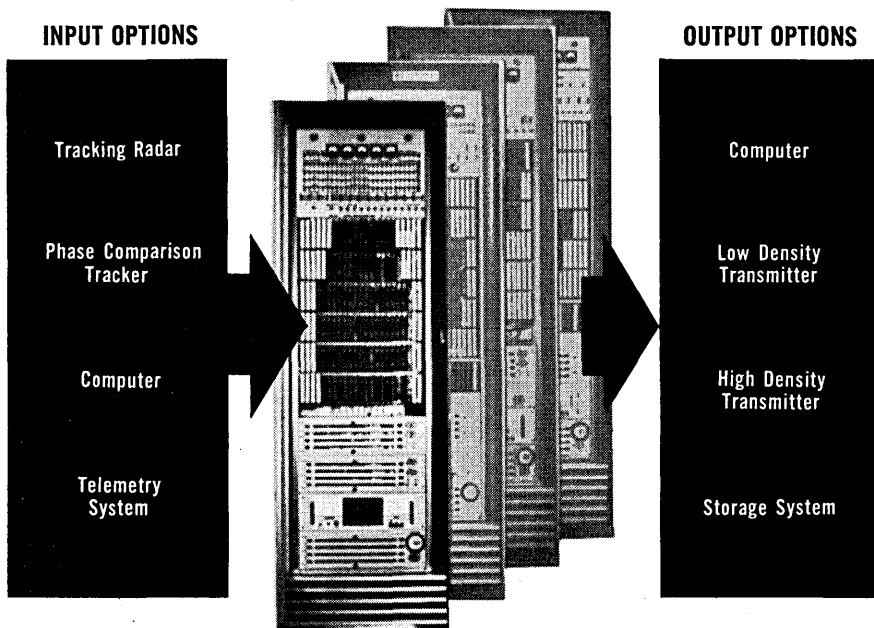 INPUT OPTIONS
Tracking Radar
Phase Comparison
Tracker
Computer
Telemetry
System
OUTPUT OPTIONS
Computer
Low Density
Transmitter
High Density
Transmitter
Storage System